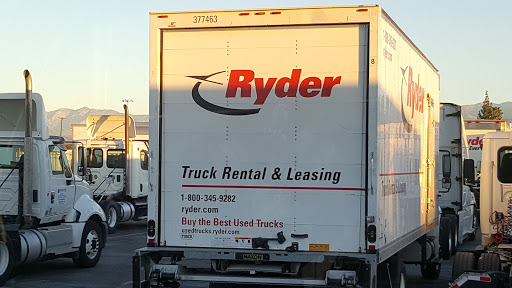 377463
Ryder
Truck Rental & Leasing
1-800-345-9282
ryder.com
Buy the Best Used Trucks
usedtrucks.ryder.com
Ryder
Ryder